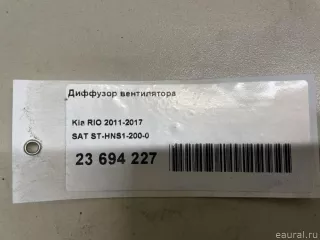 Диффузор вентилятора
Kia RIO 2011-2017
SAT ST-HNS1-200-0
23 694 227
eaural.ru